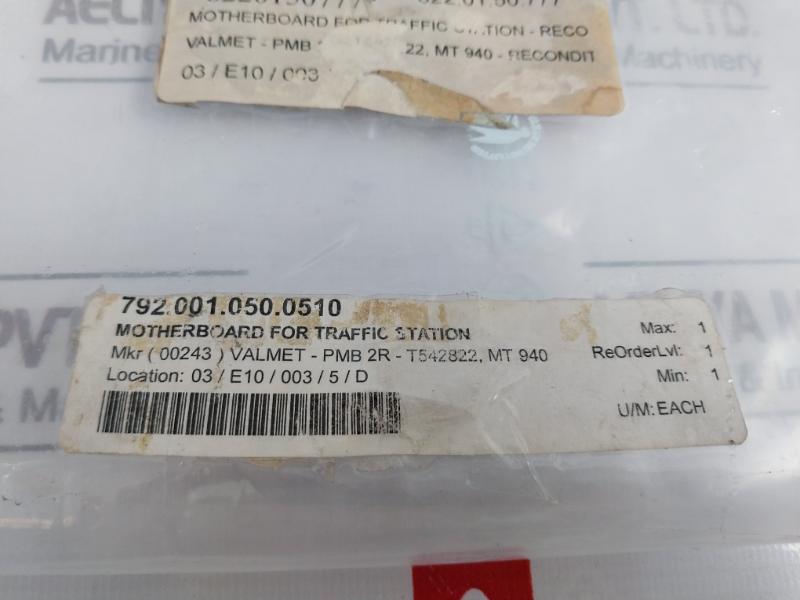 MOTHERBOARD FOR TRAFFIC STATION - RECO
VALMET - PMB 22, MT 940 - RECONDIT
03 / E10 / 003
Machinery
792.001.050.0510
MOTHERBOARD FOR TRAFFIC STATION
Mkr ( 00243 ) VALMET - PMB 2R - T542822, MT 940
Location: 03 / E10 / 003 / 5 / D
Max: 1
ReOrderLvl: 1
Min: 1
U/M: EACH